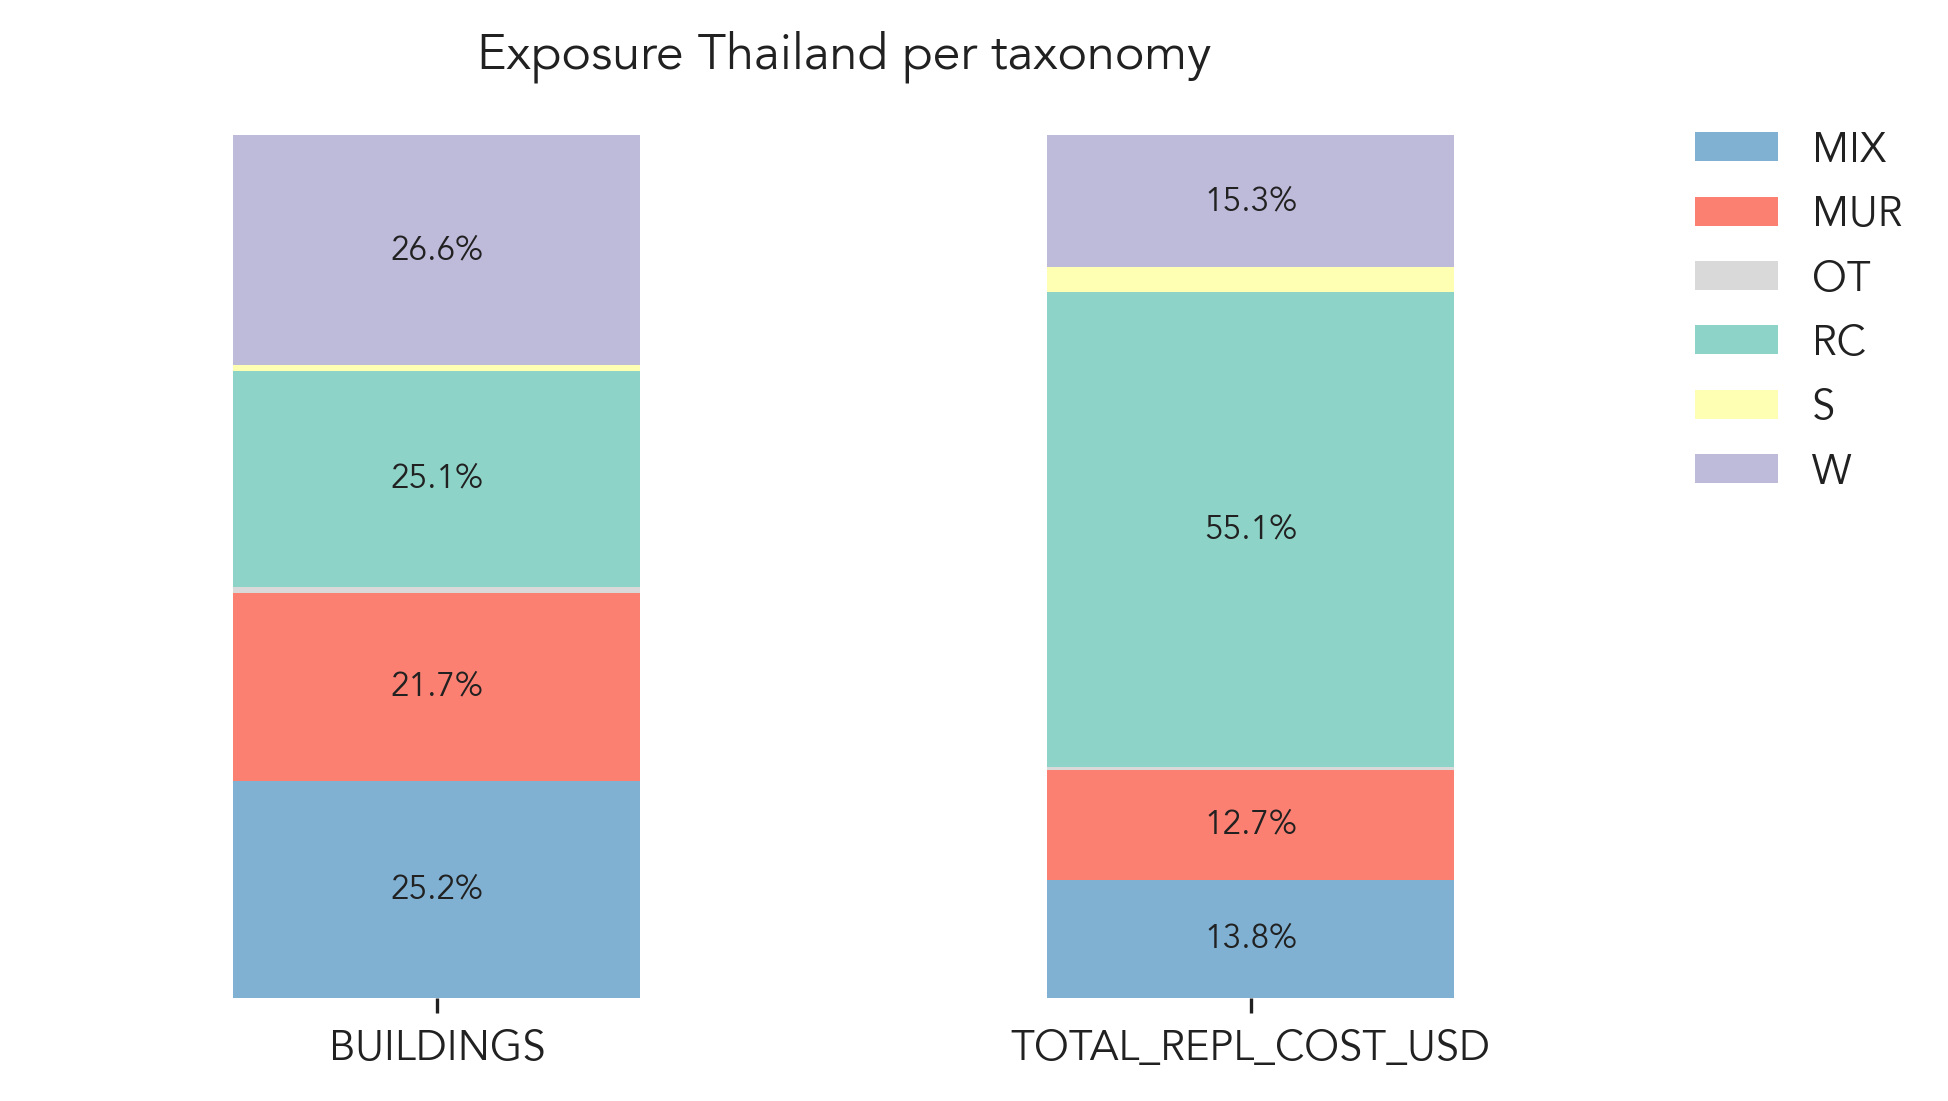 Exposure Thailand per taxonomy
26.6%
25.1%
21.7%
25.2%
BUILDINGS
15.3%
55.1%
12.7%
13.8%
TOTAL_REPL_COST_USD
MIX
MUR
OT
RC
S
W